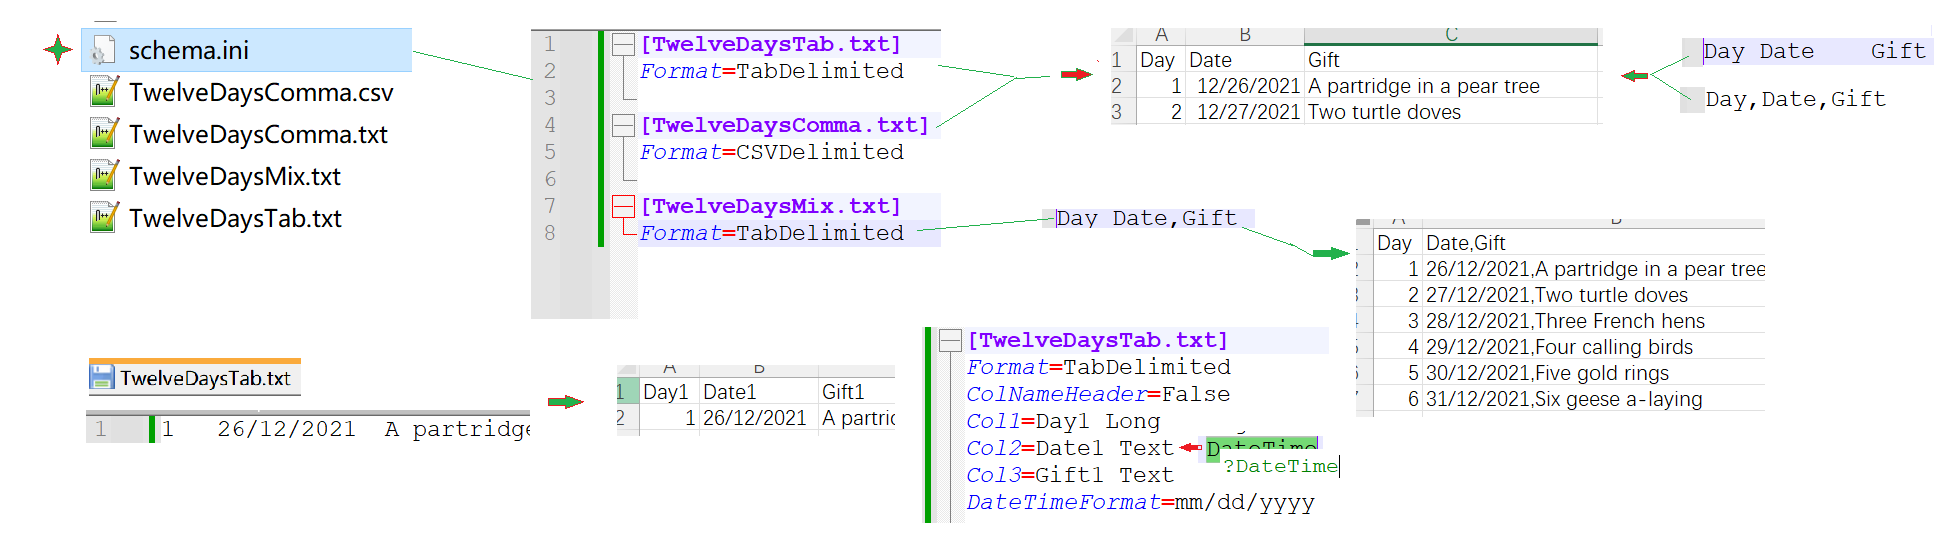 schema.ini
TwelveDaysComma.csv
TwelveDaysComma.txt
TwelveDaysMix.txt
TwelveDaysTab.txt
1 [TwelveDaysTab.txt]
2 Format=TabDelimited
3
4 [TwelveDaysComma.txt]
5 Format=CSVDelimited
6
7 [TwelveDaysMix.txt]
8 Format=TabDelimited
A B C
1 Day Date Gift
2 1 12/26/2021 A partridge in a pear tree
3 2 12/27/2021 Two turtle doves
Day Date Gift
Day,Date,Gift
Day Date,Gift
Day Date,Gift
1 26/12/2021,A partridge in a pear tree
2 27/12/2021,Two turtle doves
3 28/12/2021,Three French hens
4 29/12/2021,Four calling birds
5 30/12/2021,Five gold rings
6 31/12/2021,Six geese a-laying
TwelveDaysTab.txt
1 1 26/12/2021 A partridge
A B
1 Day1 Date1 Gift1
2 1 26/12/2021 A partric
[TwelveDaysTab.txt]
Format=TabDelimited
ColNameHeader=False
Col1=Day1 Long
Col2=Date1 Text DateTime
?DateTime
Col3=Gift1 Text
DateTimeFormat=mm/dd/yyyy